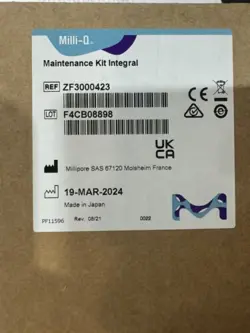 Milli-Q®
Maintenance Kit Integral
REF ZF3000423
LOT F4CB08898
UK
CA
Millipore SAS 67120 Molsheim France
19-MAR-2024
Made in Japan
PF11596 Rev. 08/21 0022
M